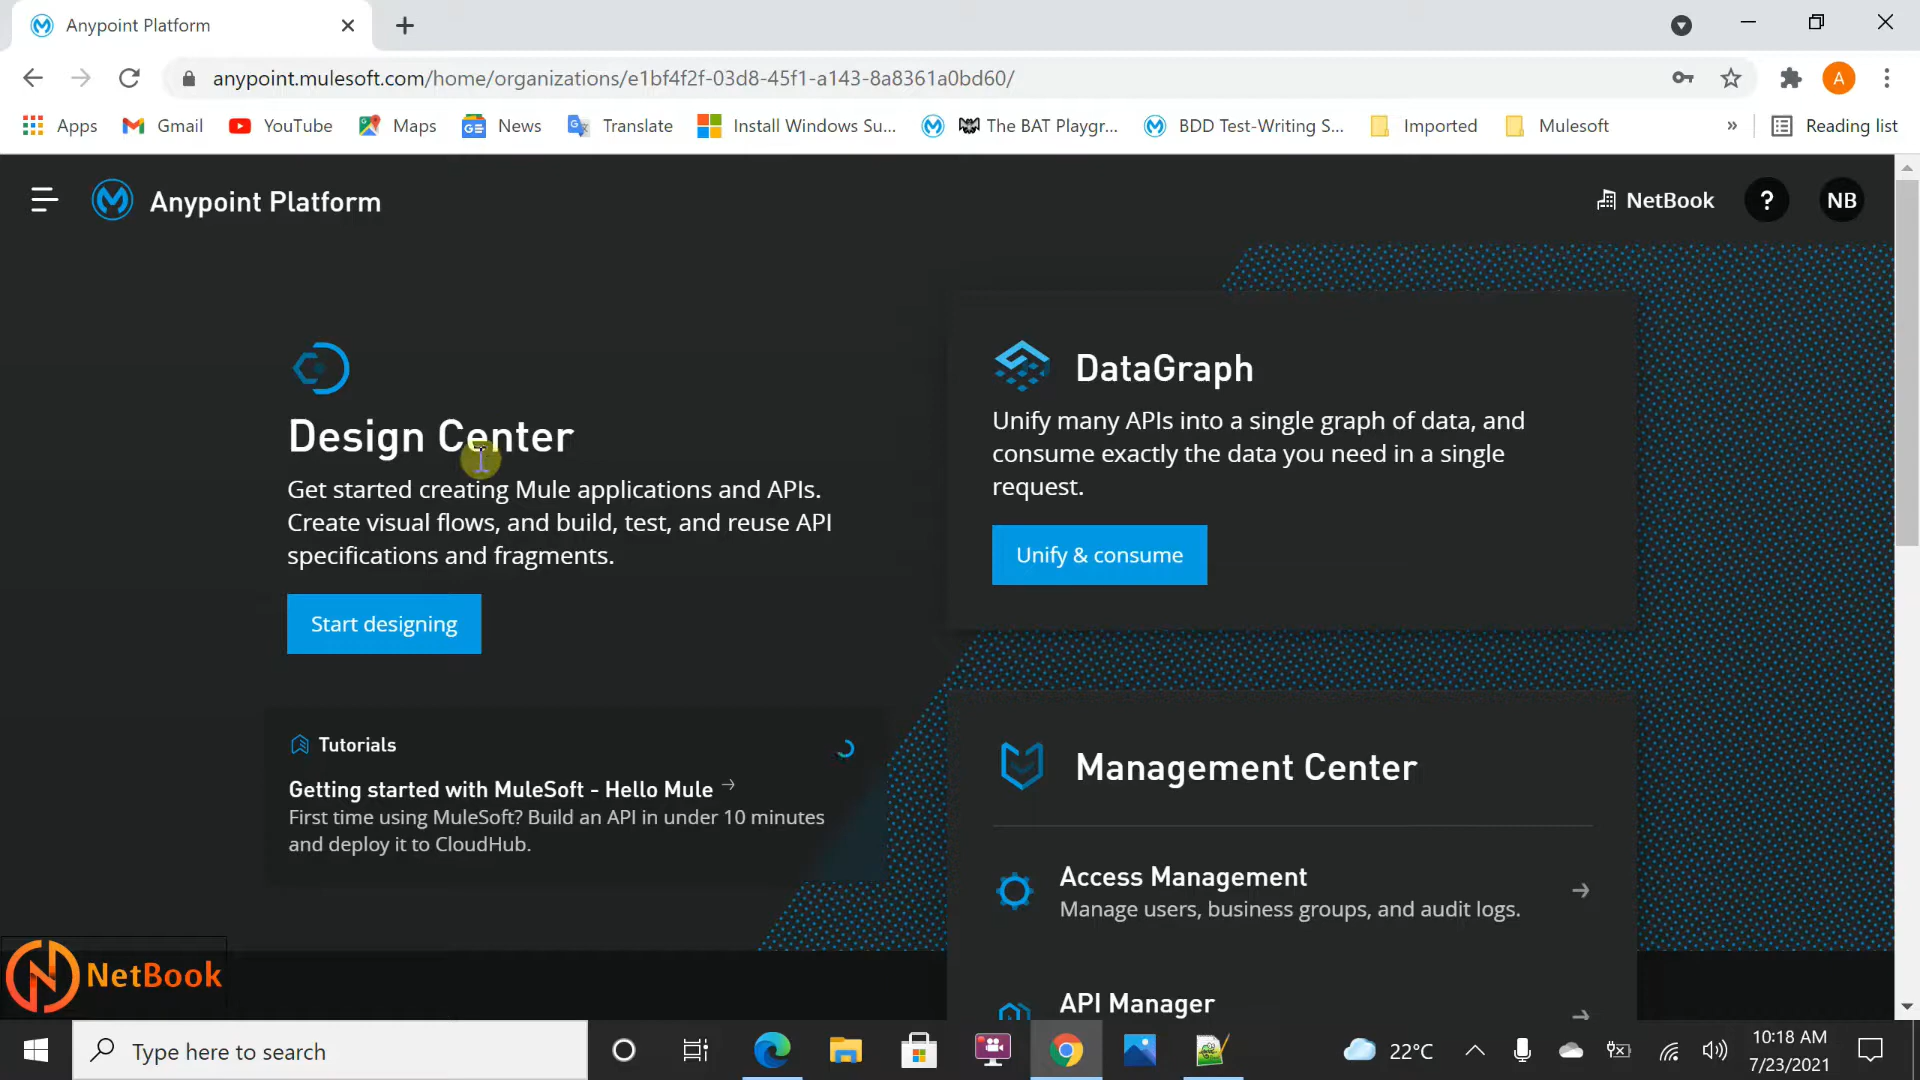 Anypoint Platform
anypoint.mulesoft.com/home/organizations/e1bf4f2f-03d8-45f1-a143-8a8361a0bd60/
A
Apps
Gmail
YouTube
Maps
News
Translate
Install Windows Su...
The BAT Playgr...
BDD Test-Writing S...
Imported
Mulesoft
»
Reading list
Anypoint Platform
NetBook
?
NB
Design Center
Get started creating Mule applications and APIs.
Create visual flows, and build, test, and reuse API
specifications and fragments.
Start designing
DataGraph
Unify many APIs into a single graph of data, and
consume exactly the data you need in a single
request.
Unify & consume
Tutorials
Getting started with MuleSoft - Hello Mule →
First time using MuleSoft? Build an API in under 10 minutes
and deploy it to CloudHub.
Management Center
Access Management
Manage users, business groups, and audit logs.
API Manager
NetBook
Type here to search
22°C
10:18 AM
7/23/2021